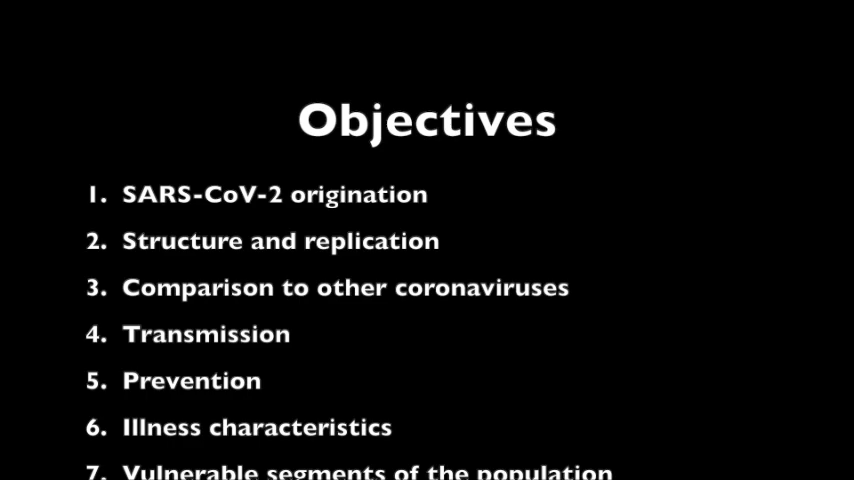 Objectives
1. SARS-CoV-2 origination
2. Structure and replication
3. Comparison to other coronaviruses
4. Transmission
5. Prevention
6. Illness characteristics
7. Vulnerable segments of the population